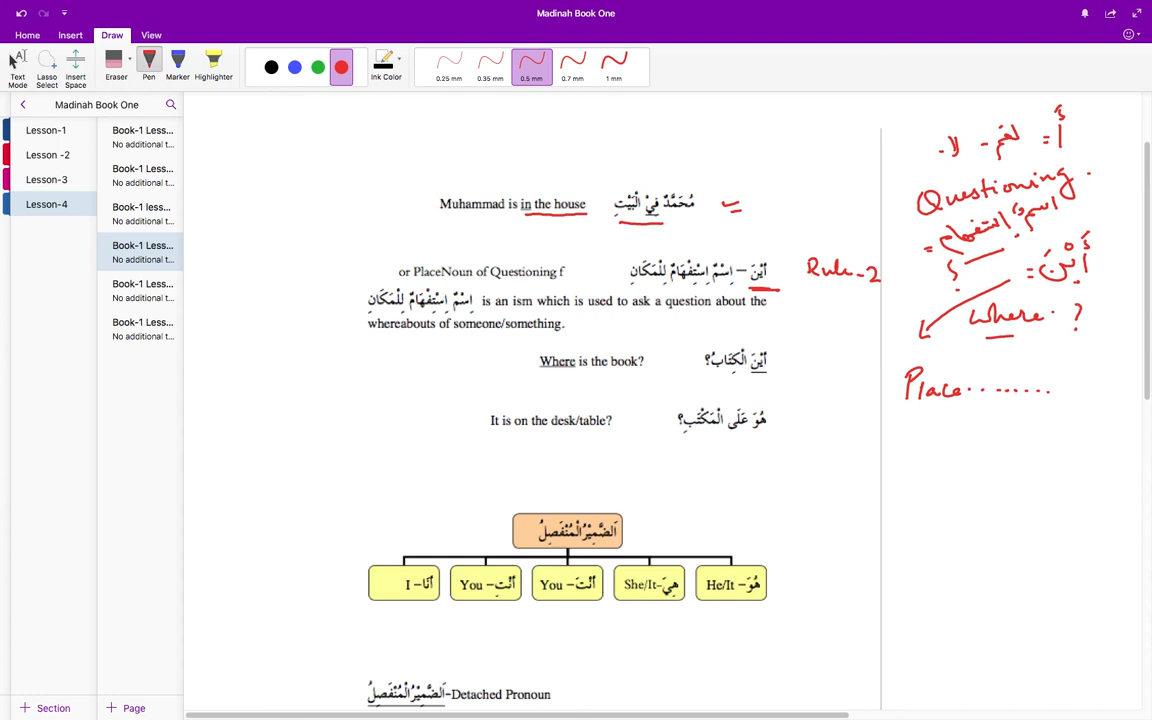 Madinah Book One
Home Insert Draw View
Text Mode
Lasso Select
Insert Space
Eraser
Pen
Marker
Highlighter
Ink Color
0.25 mm
0.35 mm
0.5 mm
0.7 mm
1 mm
Madinah Book One
Lesson-1
Lesson -2
Lesson-3
Lesson-4
Book-1 Less...
No additional t...
Book-1 Less...
No additional t...
Book-1 less...
No additional t...
Book-1 Less...
No additional t...
Book-1 Less...
No additional t...
Book-1 Less...
No additional t...
Section
Page
Muhammad is in the house مُحَمَّدٌ فِيْ الْبَيْتِ
or PlaceNoun of Questioning f أَيْنَ – اِسْمٌ اِسْتِفْهَامٌ لِلْمَكَانِ
اِسْمٌ اِسْتِفْهَامٌ لِلْمَكَانِ is an ism which is used to ask a question about the
whereabouts of someone/something.
Where is the book? أَيْنَ الْكِتَابُ؟
It is on the desk/table? هُوَ عَلَى الْمَكْتَبِ؟
اَلضَّمِيْرُالْمُنْفَصِلُ
I –أَنَا
You –أَنْتِ
You –أَنْتَ
She/It–هِيَ
He/It –هُوَ
اَلضَّمِيْرُالْمُنْفَصِلُ-Detached Pronoun
أَ = نعم - لا -
Questioning.
اسم استفهام =
Rule-2
أَيْنَ = ؟
Where. ?
Place.........